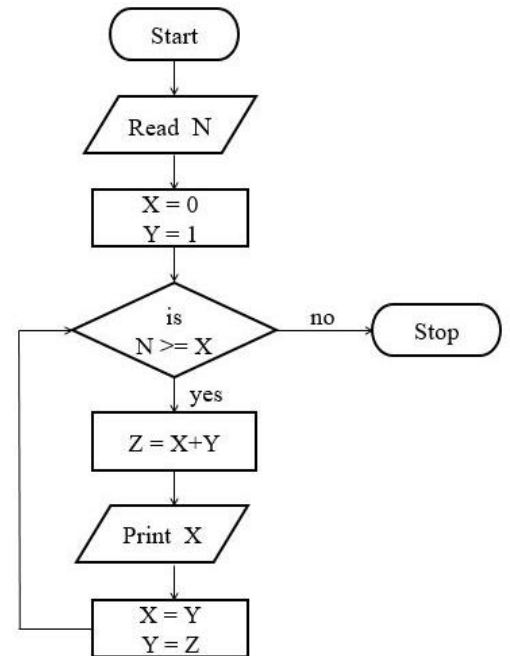 Start
Read N
X = 0
Y = 1
is
N >= X
no
Stop
yes
Z = X+Y
Print X
X = Y
Y = Z